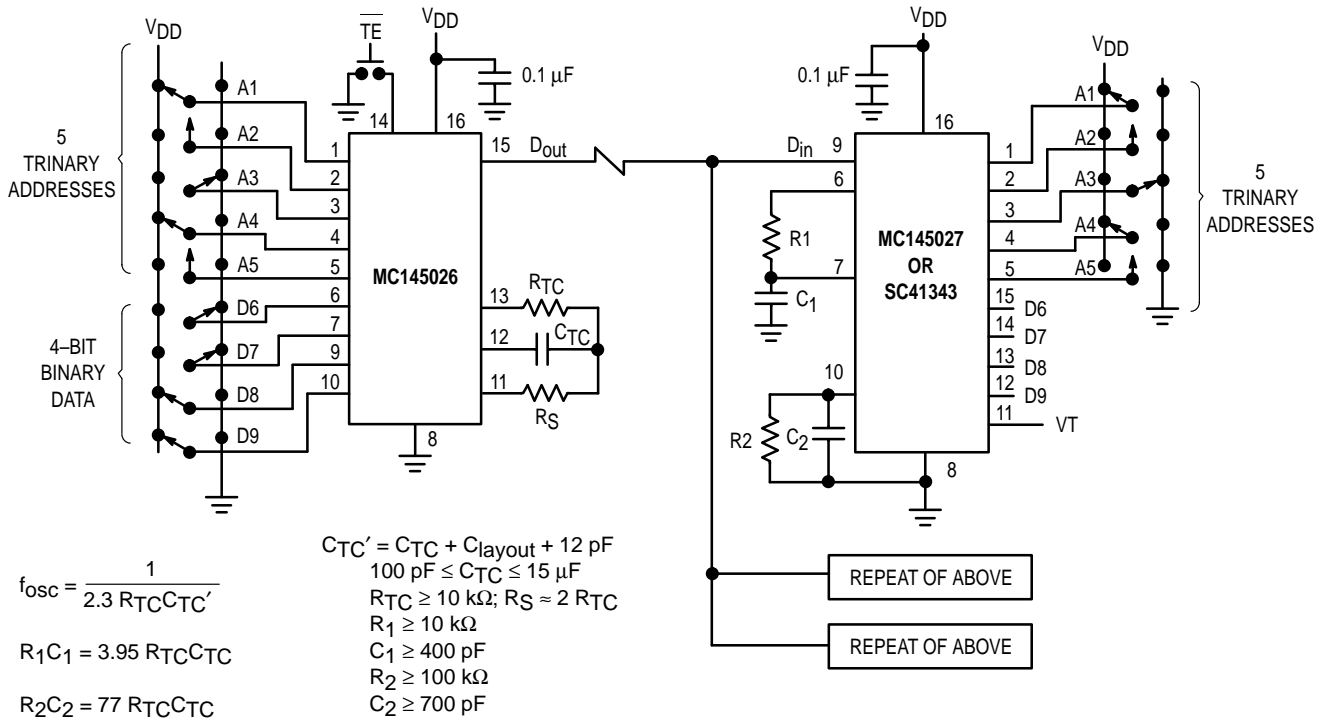 VDD
5
TRINARY
ADDRESSES
4–BIT
BINARY
DATA
A1
A2
A3
A4
A5
D6
D7
D8
D9
TE
VDD
0.1 μF
14
16
1
2
3
4
5
6
7
9
10
MC145026
15
Dout
13
RTC
12
CTC
11
RS
8
VDD
0.1 μF
16
Din
9
6
R1
7
C1
10
R2
C2
MC145027
OR
SC41343
8
1
2
3
4
5
15
D6
14
D7
13
D8
12
D9
11
VT
VDD
A1
A2
A3
A4
A5
5
TRINARY
ADDRESSES
REPEAT OF ABOVE
REPEAT OF ABOVE
fosc = 1 / 2.3 RTCCTC′
R1C1 = 3.95 RTCCTC
R2C2 = 77 RTCCTC
CTC′ = CTC + Clayout + 12 pF
100 pF ≤ CTC ≤ 15 μF
RTC ≥ 10 kΩ; RS ≈ 2 RTC
R1 ≥ 10 kΩ
C1 ≥ 400 pF
R2 ≥ 100 kΩ
C2 ≥ 700 pF